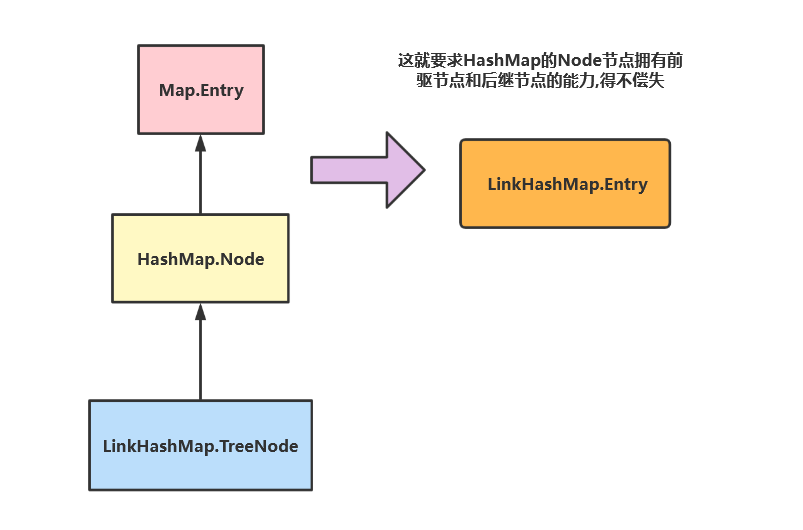 这就要求HashMap的Node节点拥有前
驱节点和后继节点的能力,得不偿失
Map.Entry
LinkHashMap.Entry
HashMap.Node
LinkHashMap.TreeNode